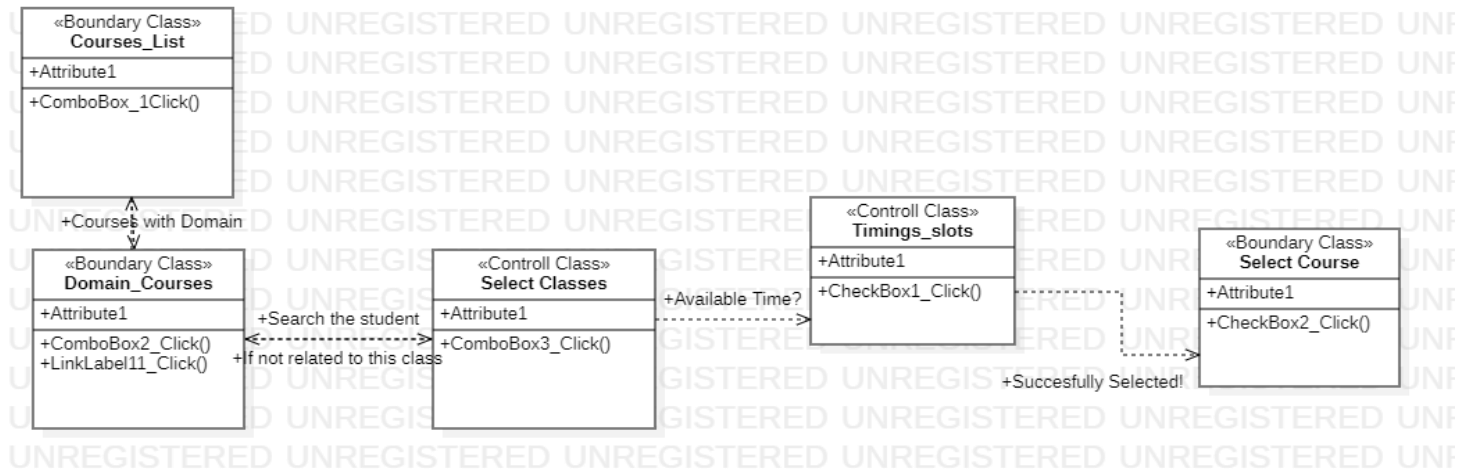 «Boundary Class»
Courses_List
+Attribute1
+ComboBox_1Click()
+Courses with Domain
«Boundary Class»
Domain_Courses
+Attribute1
+ComboBox2_Click()
+LinkLabel11_Click()
+Search the student
+If not related to this class
«Controll Class»
Select Classes
+Attribute1
+ComboBox3_Click()
+Available Time?
«Controll Class»
Timings_slots
+Attribute1
+CheckBox1_Click()
+Succesfully Selected!
«Boundary Class»
Select Course
+Attribute1
+CheckBox2_Click()
UNREGISTERED UNREGISTERED UNREGISTERED UNREGISTERED UNREGISTERED